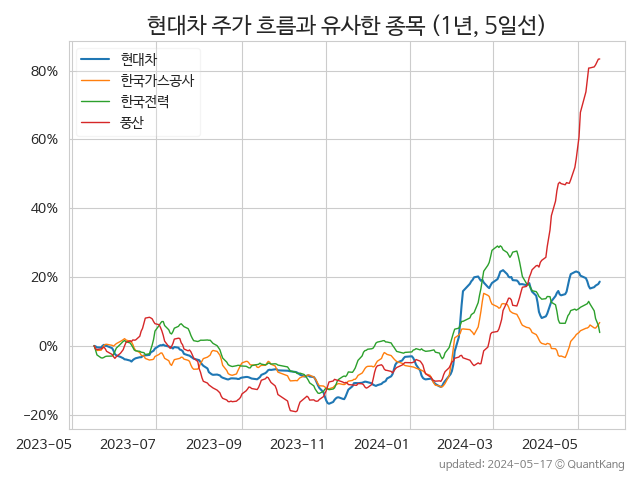 현대차 주가 흐름과 유사한 종목 (1년, 5일선)
현대차
한국가스공사
한국전력
풍산
80%
60%
40%
20%
0%
−20%
2023-05 2023-07 2023-09 2023-11 2024-01 2024-03 2024-05
updated: 2024-05-17 © QuantKang